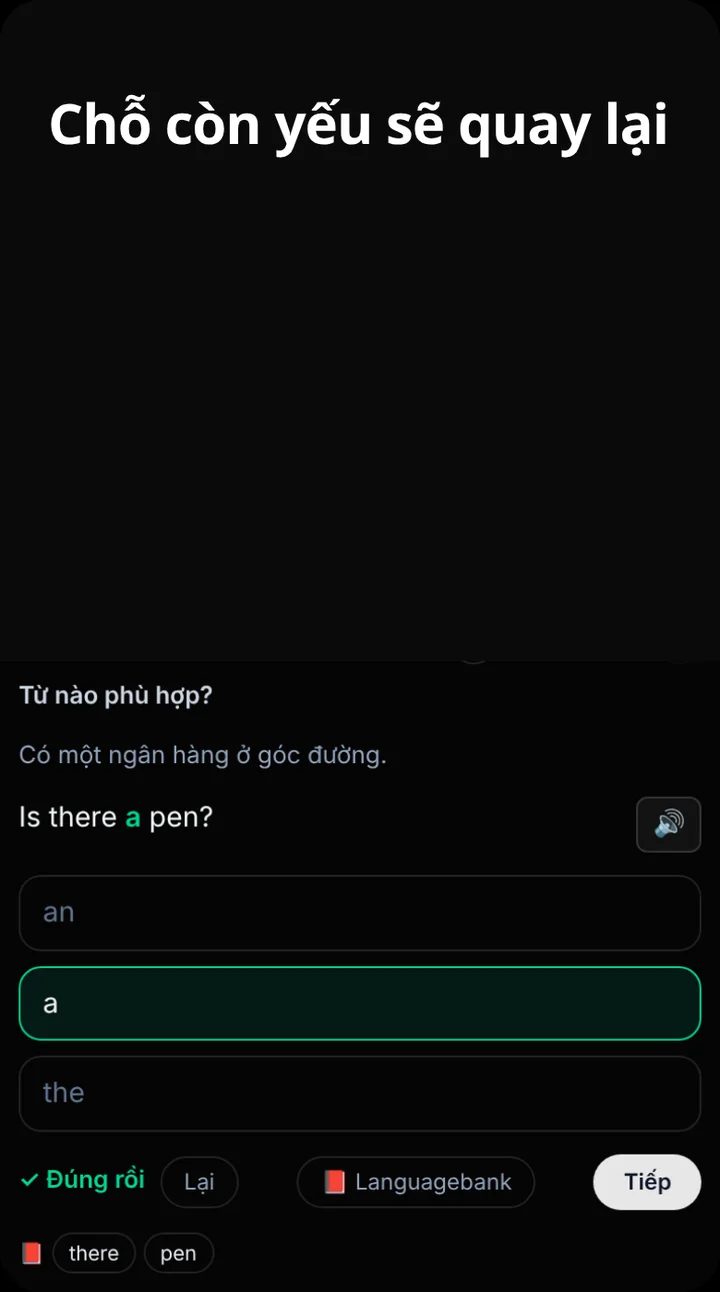 Chỗ còn yếu sẽ quay lại
Từ nào phù hợp?
Có một ngân hàng ở góc đường.
Is there a pen?
an
a
the
✓ Đúng rồi
Lại
Languagebank
Tiếp
there
pen